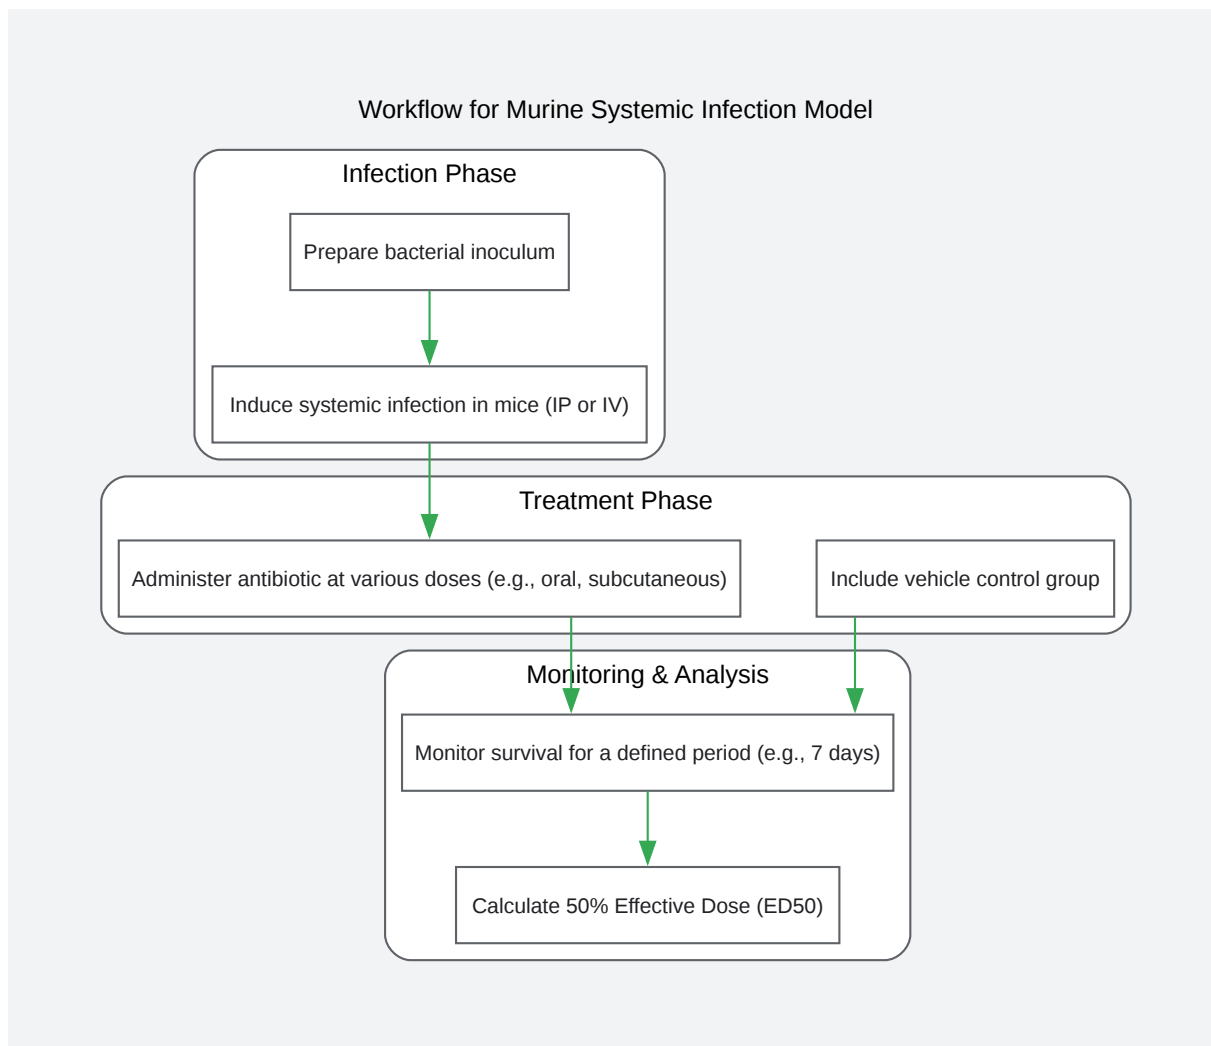 Workflow for Murine Systemic Infection Model
Infection Phase
Prepare bacterial inoculum
Induce systemic infection in mice (IP or IV)
Treatment Phase
Administer antibiotic at various doses (e.g., oral, subcutaneous)
Include vehicle control group
Monitoring & Analysis
Monitor survival for a defined period (e.g., 7 days)
Calculate 50% Effective Dose (ED50)